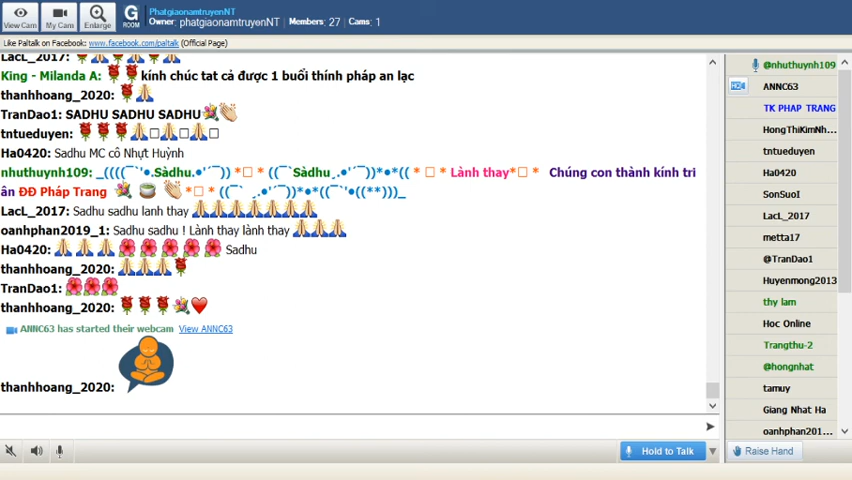 View Cam
My Cams
Enlarge
G
ROOM
PhatgiaonamtruyenNT
Owner: phatgiaonamtruyenNT Members: 27 Cams: 1
Like Paltalk on Facebook: www.facebook.com/paltalk (Official Page)
LacL_2017:
King - Milanda A: kính chúc tat cả được 1 buổi thính pháp an lạc
thanhhoang_2020:
TranDao1: SADHU SADHU SADHU
tntueduyen:
Ha0420: Sadhu MC cô Nhựt Huỳnh
nhuthuynh109: _((((¯`'•.Sàdhu.•'´¯)) *□ * ((¯`Sàdhu¸.•'´¯)*•*(( * □ * Lành thay*□ * Chúng con thành kính tri
ân ĐĐ Pháp Trang *□ * ((¯`¸.•'´¯))*•*((¯`'•((**)))_
LacL_2017: Sadhu sadhu lanh thay
oanhphan2019_1: Sadhu sadhu ! Lành thay lành thay
Ha0420: Sadhu
thanhhoang_2020:
TranDao1:
thanhhoang_2020:
ANNC63 has started their webcam View ANNC63
thanhhoang_2020:
Hold to Talk
@nhuthuynh109
HD
ANNC63
TK PHAP TRANG
HongThiKimNh...
tntueduyen
Ha0420
SonSuoI
LacL_2017
metta17
@TranDao1
Huyenmong2013
thy lam
Hoc Online
Trangthu-2
@hongnhat
tamuy
Giang Nhat Ha
oanhphan201...
Raise Hand